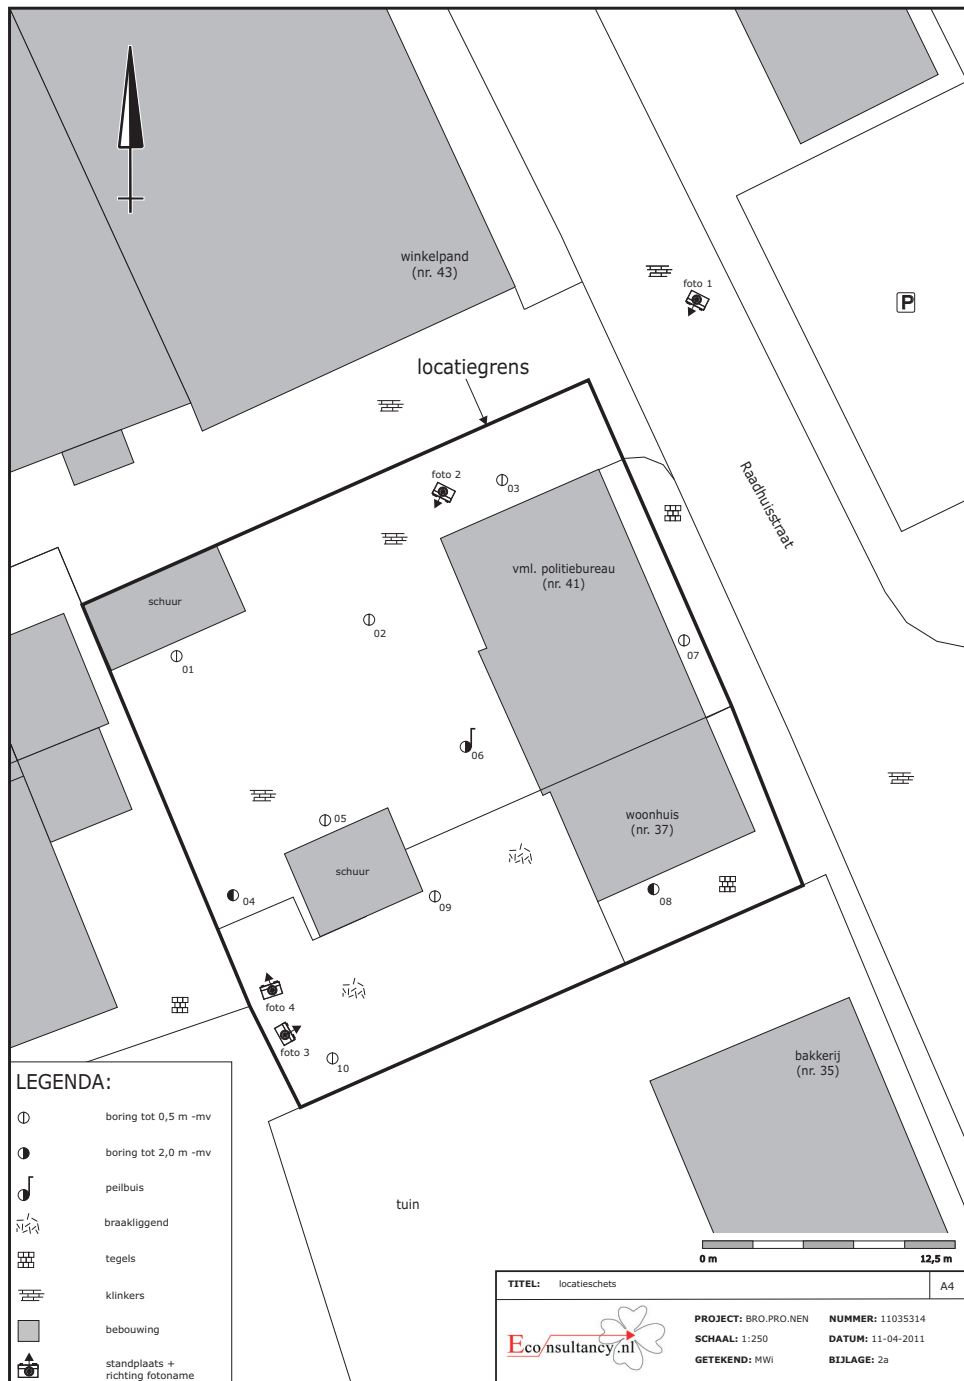 winkelpand
(nr. 43)
foto 1
P
locatiegrens
foto 2
03
Raadhuisstraat
vml. politiebureau
(nr. 41)
schuur
02
01
07
06
05
woonhuis
(nr. 37)
schuur
04
09
08
foto 4
foto 3
10
bakkerij
(nr. 35)
tuin
LEGENDA:
boring tot 0,5 m -mv
boring tot 2,0 m -mv
peilbuis
braakliggend
tegels
klinkers
bebouwing
standplaats +
richting fotoname
0 m 12,5 m
TITEL: locatieschets A4
Econsultancy.nl
PROJECT: BRO.PRO.NEN NUMMER: 11035314
SCHAAL: 1:250 DATUM: 11-04-2011
GETEKEND: MWi BIJLAGE: 2a